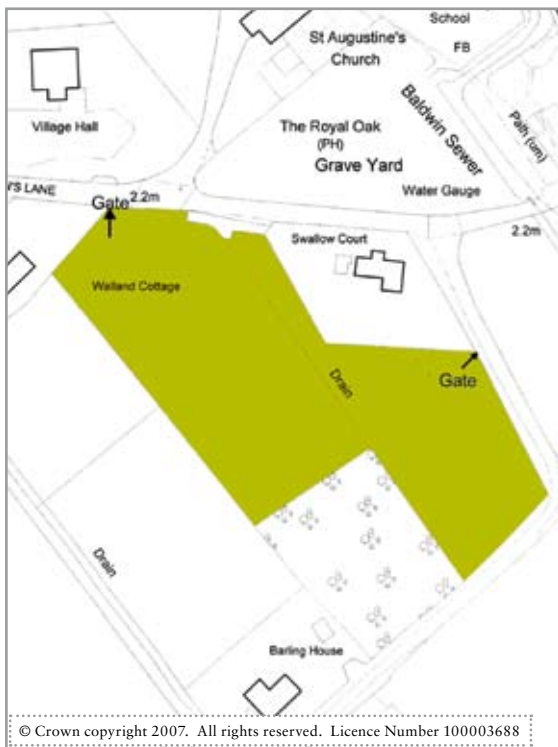 School
St Augustine's
Church
FB
Baldwin Sewer
Path (um)
Village Hall
The Royal Oak
(PH)
Grave Yard
Water Gauge
'S LANE
Gate
2.2m
2.2m
Swallow Court
Walland Cottage
Drain
Gate
Drain
Barling House
© Crown copyright 2007. All rights reserved. Licence Number 100003688